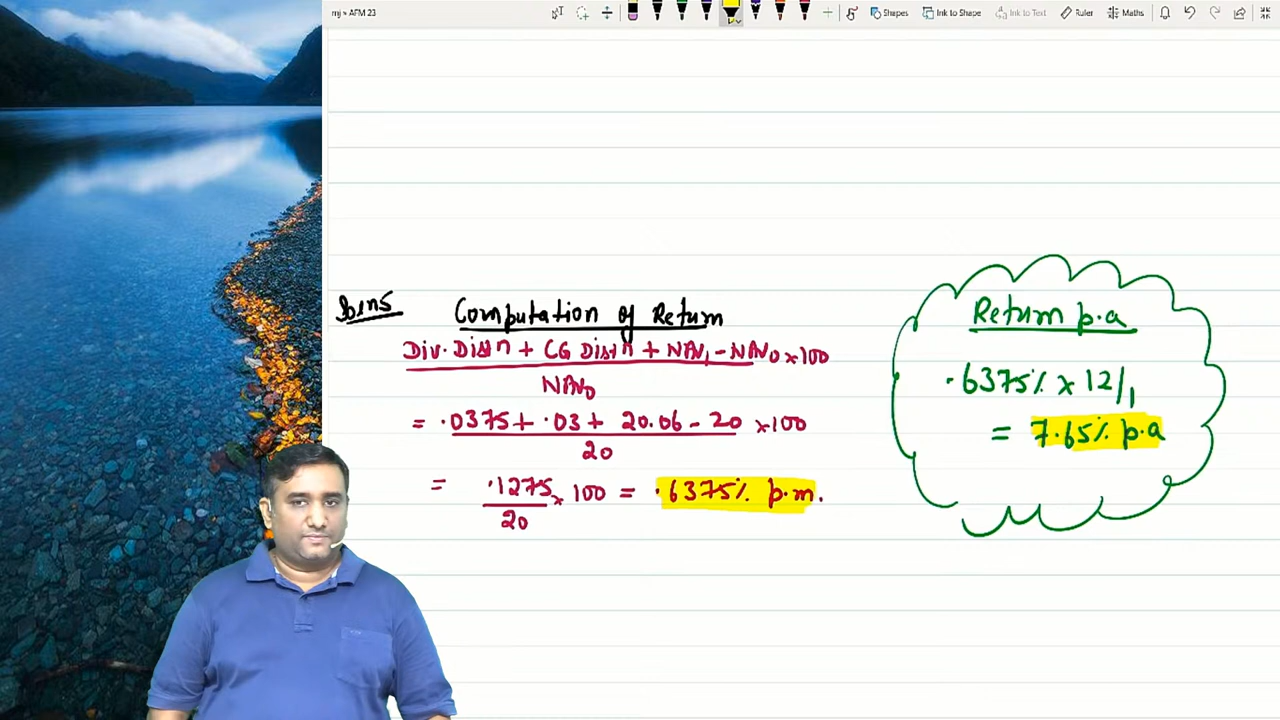 mj ~ AFM 23
Shapes Ink to Shape Ink to Text Ruler Maths
Soln5 Computation of Return
Div. Distn + CG Distn + NAV1 - NAV0 x100
NAV0
= .0375 + .03 + 20.06 - 20 x100
20
= .1275 x 100 = .6375% p.m.
20
Return p.a
.6375% x 12/1
= 7.65% p.a